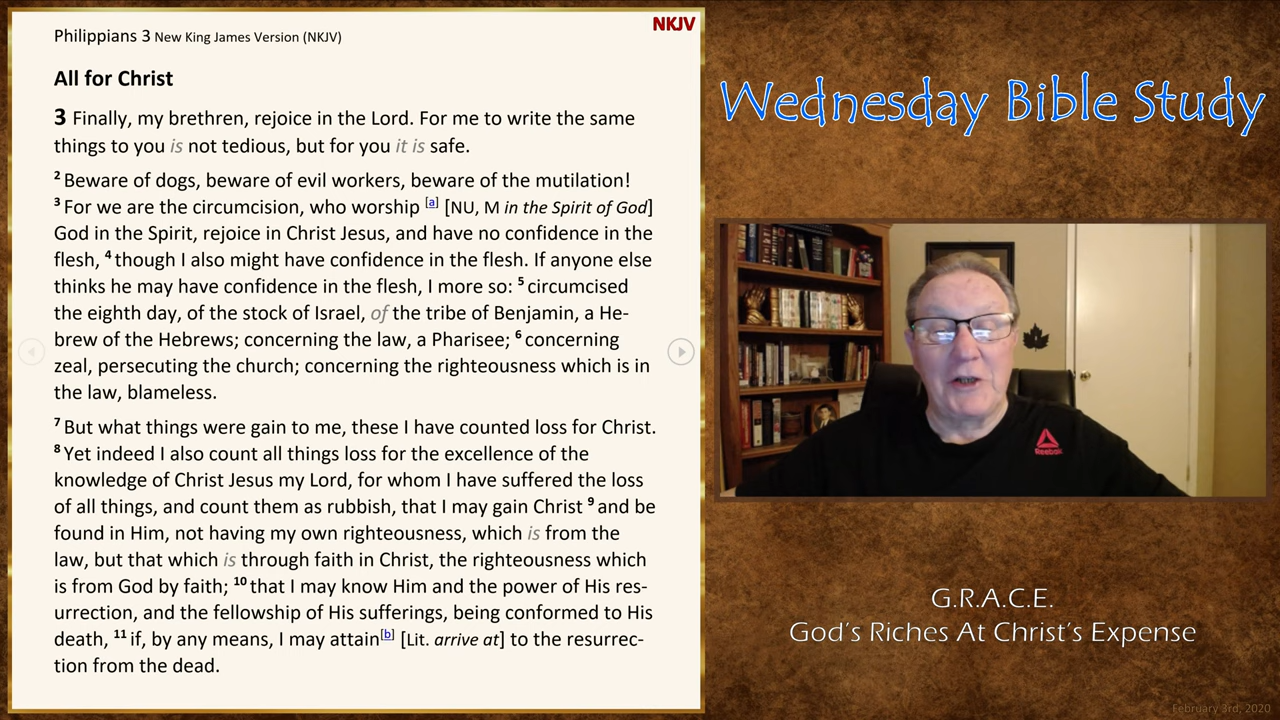 Philippians 3 New King James Version (NKJV)
NKJV
All for Christ
3 Finally, my brethren, rejoice in the Lord. For me to write the same
things to you is not tedious, but for you it is safe.
2 Beware of dogs, beware of evil workers, beware of the mutilation!
3 For we are the circumcision, who worship [a] [NU, M in the Spirit of God]
God in the Spirit, rejoice in Christ Jesus, and have no confidence in the
flesh, 4 though I also might have confidence in the flesh. If anyone else
thinks he may have confidence in the flesh, I more so: 5 circumcised
the eighth day, of the stock of Israel, of the tribe of Benjamin, a He-
brew of the Hebrews; concerning the law, a Pharisee; 6 concerning
zeal, persecuting the church; concerning the righteousness which is in
the law, blameless.
7 But what things were gain to me, these I have counted loss for Christ.
8 Yet indeed I also count all things loss for the excellence of the
knowledge of Christ Jesus my Lord, for whom I have suffered the loss
of all things, and count them as rubbish, that I may gain Christ 9 and be
found in Him, not having my own righteousness, which is from the
law, but that which is through faith in Christ, the righteousness which
is from God by faith; 10 that I may know Him and the power of His res-
urrection, and the fellowship of His sufferings, being conformed to His
death, 11 if, by any means, I may attain[b] [Lit. arrive at] to the resurrec-
tion from the dead.
Wednesday Bible Study
Reebok
G.R.A.C.E.
God's Riches At Christ's Expense
February 3rd, 2020